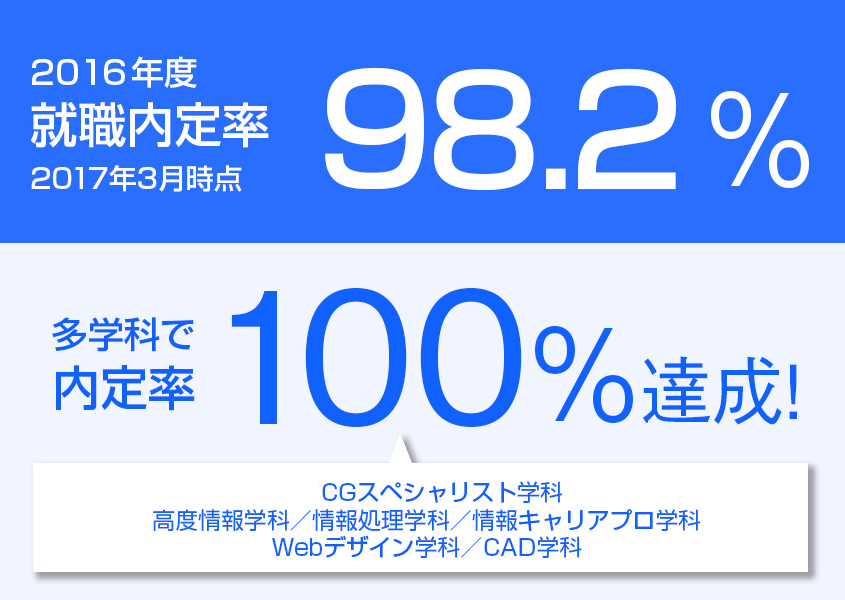 2016年度
就職内定率
2017年3月時点
98.2%
多学科で
内定率
100%達成!
CGスペシャリスト学科
高度情報学科／情報処理学科／情報キャリアプロ学科
Webデザイン学科／CAD学科